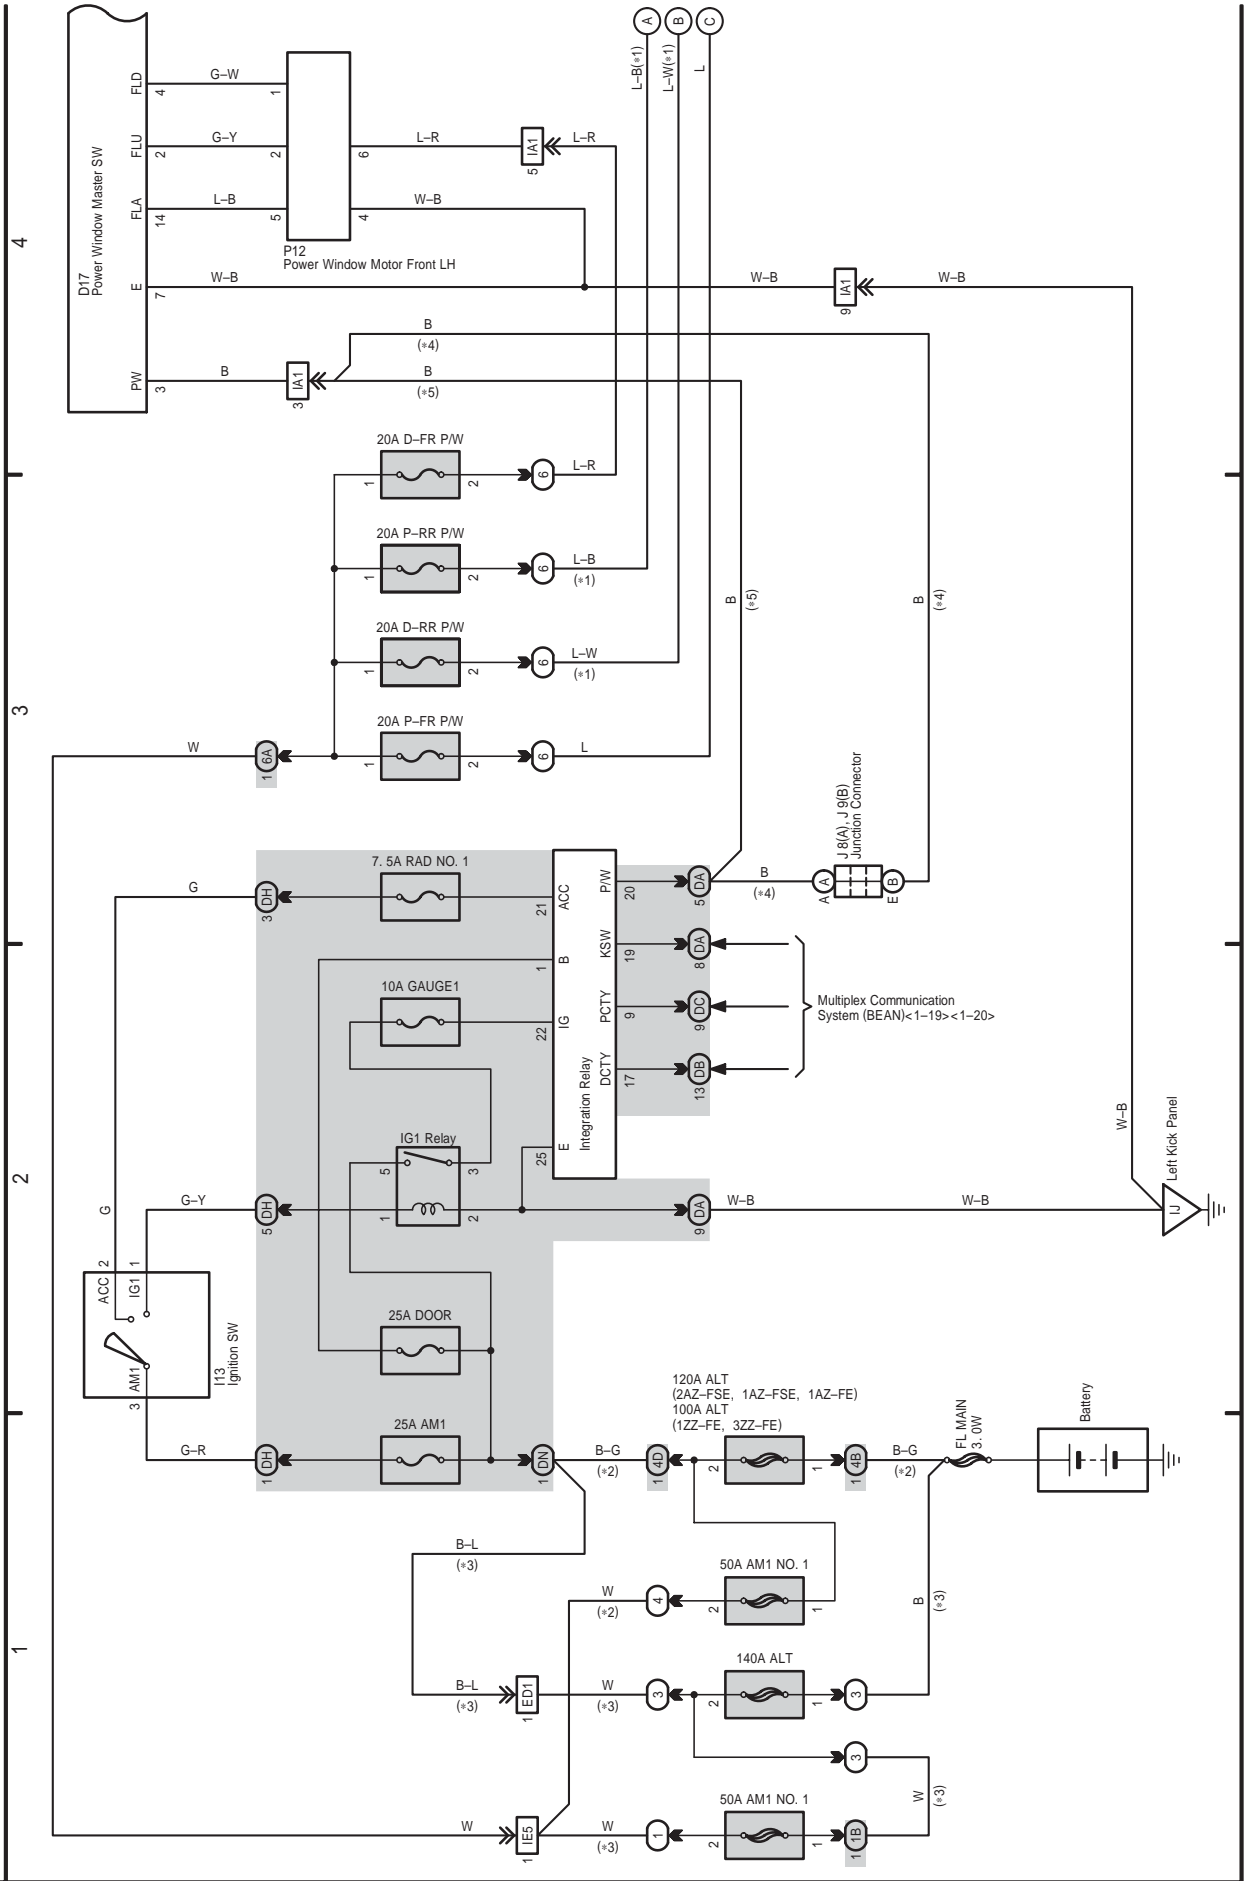 A
B
C
L–B(*1)
L–W(*1)
L
D17
Power Window Master SW
FLD
4
G–W
1
FLU
2
G–Y
2
6
L–R
5
IA1
L–R
FLA
14
L–B
5
4
W–B
P12
Power Window Motor Front LH
4
E
7
W–B
W–B
9
IA1
W–B
B
(*4)
PW
3
B
3
IA1
B
(*5)
20A D–FR P/W
1
2
6
L–R
20A P–RR P/W
1
2
6
L–B
(*1)
B
(*5)
B
(*4)
20A D–RR P/W
1
2
6
L–W
(*1)
3
20A P–FR P/W
W
1
6A
1
2
6
L
J 8(A), J 9(B)
Junction Connector
7. 5A RAD NO. 1
G
3
DH
21
ACC
P/W
20
5
DA
B
(*4)
A
A
E
B
1
B
KSW
19
8
DA
10A GAUGE1
22
IG
PCTY
9
9
DC
Multiplex Communication
System (BEAN)<1–19><1–20>
Integration Relay
DCTY
17
13
DB
IG1 Relay
5
3
25
E
W–B
Left Kick Panel
2
G
G–Y
5
DH
1
2
9
DA
W–B
W–B
IJ
ACC
2
IG1
1
25A DOOR
I13
Ignition SW
AM1
3
120A ALT
(2AZ–FSE, 1AZ–FSE, 1AZ–FE)
100A ALT
(1ZZ–FE, 3ZZ–FE)
FL MAIN
3. 0W
Battery
25A AM1
G–R
1
DH
1
DN
B–G
(*2)
1
4D
2
1
1
4B
B–G
(*2)
B–L
(*3)
50A AM1 NO. 1
W
(*2)
4
2
1
B
(*3)
1
140A ALT
B–L
(*3)
1
ED1
W
(*3)
3
2
1
3
3
W
(*3)
50A AM1 NO. 1
W
1
IE5
W
(*3)
1
2
1
1
1B